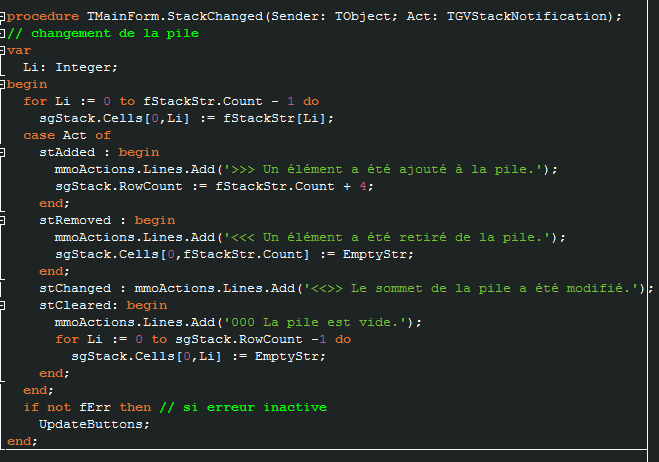 procedure TMainForm.StackChanged(Sender: TObject; Act: TGVStackNotification);
// changement de la pile
var
  Li: Integer;
begin
  for Li := 0 to fStackStr.Count - 1 do
    sgStack.Cells[0,Li] := fStackStr[Li];
  case Act of
    stAdded : begin
      mmoActions.Lines.Add('>>> Un élément a été ajouté à la pile.');
      sgStack.RowCount := fStackStr.Count + 4;
    end;
    stRemoved : begin
      mmoActions.Lines.Add('<<< Un élément a été retiré de la pile.');
      sgStack.Cells[0,fStackStr.Count] := EmptyStr;
    end;
    stChanged : mmoActions.Lines.Add('<<>> Le sommet de la pile a été modifié.');
    stCleared: begin
      mmoActions.Lines.Add('000 La pile est vide.');
      for Li := 0 to sgStack.RowCount -1 do
        sgStack.Cells[0,Li] := EmptyStr;
    end;
  end;
  if not fErr then // si erreur inactive
    UpdateButtons;
end;